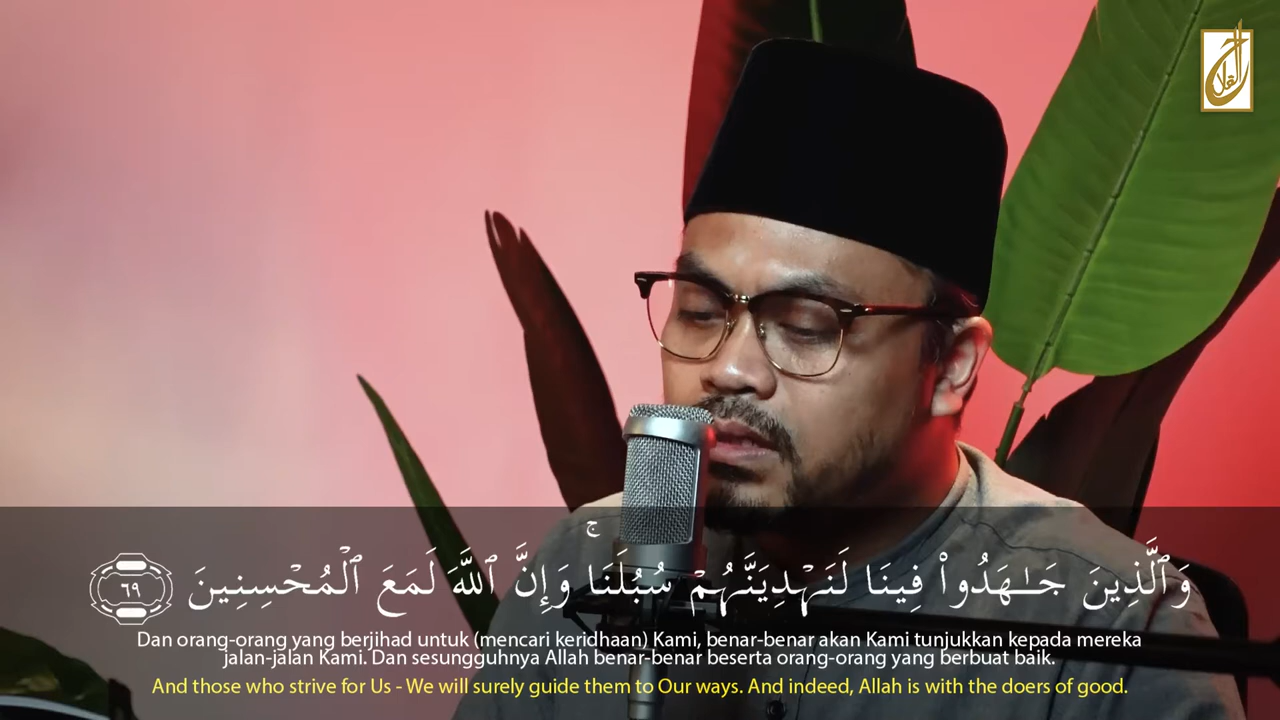 العلاج
وَٱلَّذِينَ جَـٰهَدُوا۟ فِينَا لَنَهْدِيَنَّهُمْ سُبُلَنَا ۚ وَإِنَّ ٱللَّهَ لَمَعَ ٱلْمُحْسِنِينَ ٦٩
Dan orang-orang yang berjihad untuk (mencari keridhaan) Kami, benar-benar akan Kami tunjukkan kepada mereka
jalan-jalan Kami. Dan sesungguhnya Allah benar-benar beserta orang-orang yang berbuat baik.
And those who strive for Us - We will surely guide them to Our ways. And indeed, Allah is with the doers of good.